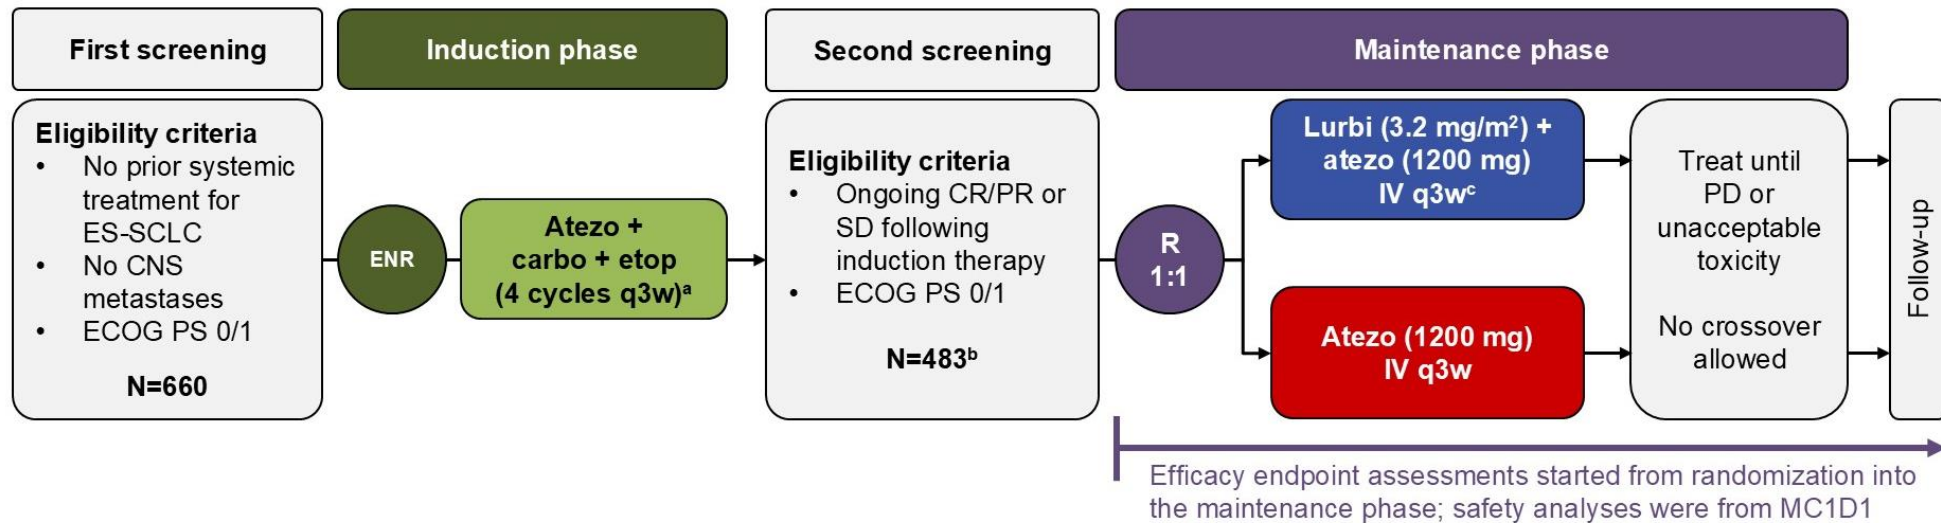 First screening
Induction phase
Second screening
Maintenance phase
Eligibility criteria
• No prior systemic
treatment for
ES-SCLC
• No CNS
metastases
• ECOG PS 0/1
N=660
ENR
Atezo +
carbo + etop
(4 cycles q3w)ᵃ
Eligibility criteria
• Ongoing CR/PR or
SD following
induction therapy
• ECOG PS 0/1
N=483ᵇ
R
1:1
Lurbi (3.2 mg/m²) +
atezo (1200 mg)
IV q3wᶜ
Atezo (1200 mg)
IV q3w
Treat until
PD or
unacceptable
toxicity
No crossover
allowed
Follow-up
Efficacy endpoint assessments started from randomization into
the maintenance phase; safety analyses were from MC1D1